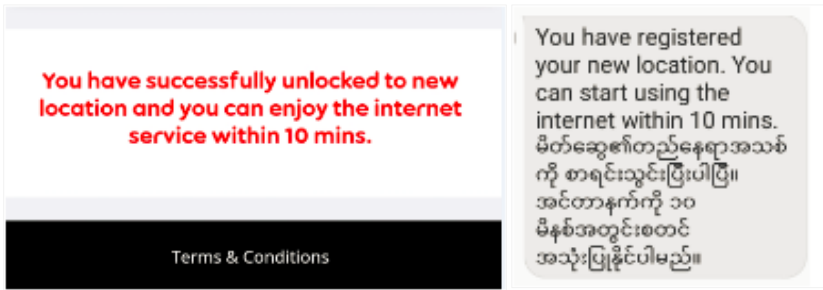 You have successfully unlocked to new
location and you can enjoy the internet
service within 10 mins.
Terms & Conditions
You have registered
your new location. You
can start using the
internet within 10 mins.
မိတ်ဆွေ၏တည်နေရာအသစ်
ကို စာရင်းသွင်းပြီးပါပြီ။
အင်တာနက်ကို ၁၀
မိနစ်အတွင်းစတင်
အသုံးပြုနိုင်ပါမည်။